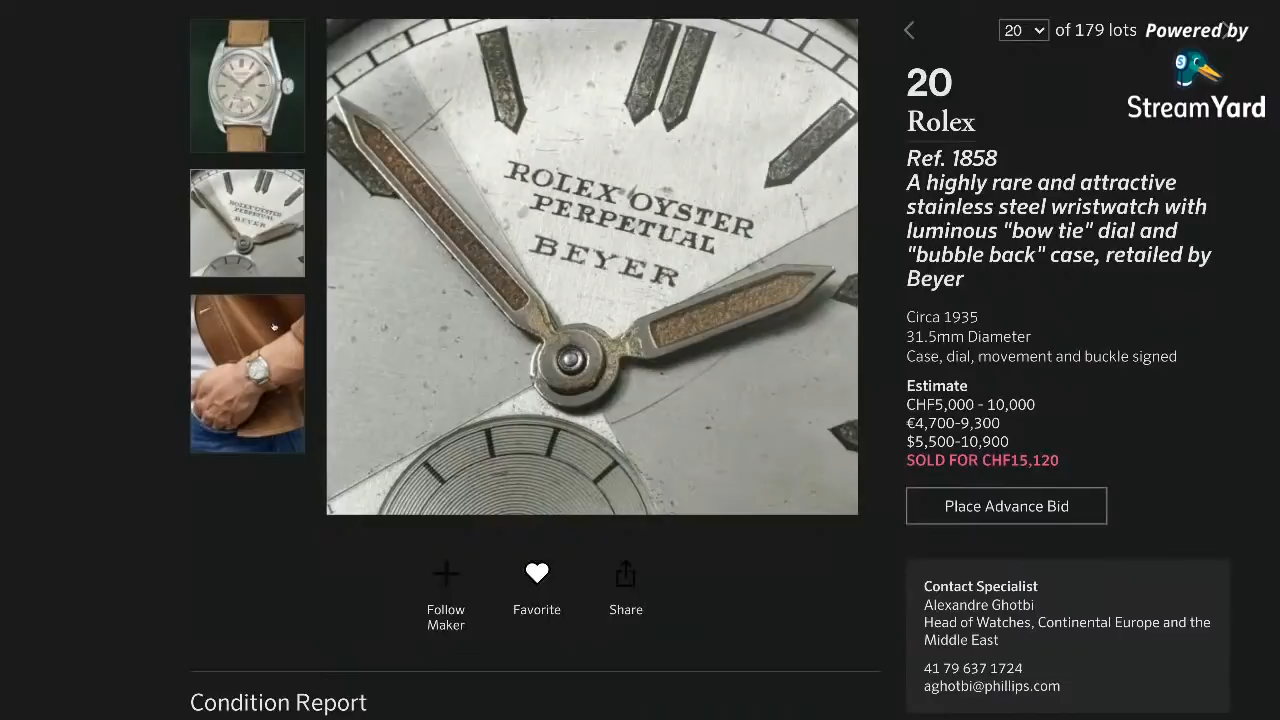 20 of 179 lots
Powered by
StreamYard
20
Rolex
Ref. 1858
A highly rare and attractive
stainless steel wristwatch with
luminous "bow tie" dial and
"bubble back" case, retailed by
Beyer
Circa 1935
31.5mm Diameter
Case, dial, movement and buckle signed
Estimate
CHF5,000 - 10,000
€4,700-9,300
$5,500-10,900
SOLD FOR CHF15,120
Place Advance Bid
Contact Specialist
Alexandre Ghotbi
Head of Watches, Continental Europe and the
Middle East
41 79 637 1724
aghotbi@phillips.com
ROLEX OYSTER
PERPETUAL
BEYER
ROLEX OYSTER
PERPETUAL
BEYER
Follow
Maker
Favorite
Share
Condition Report